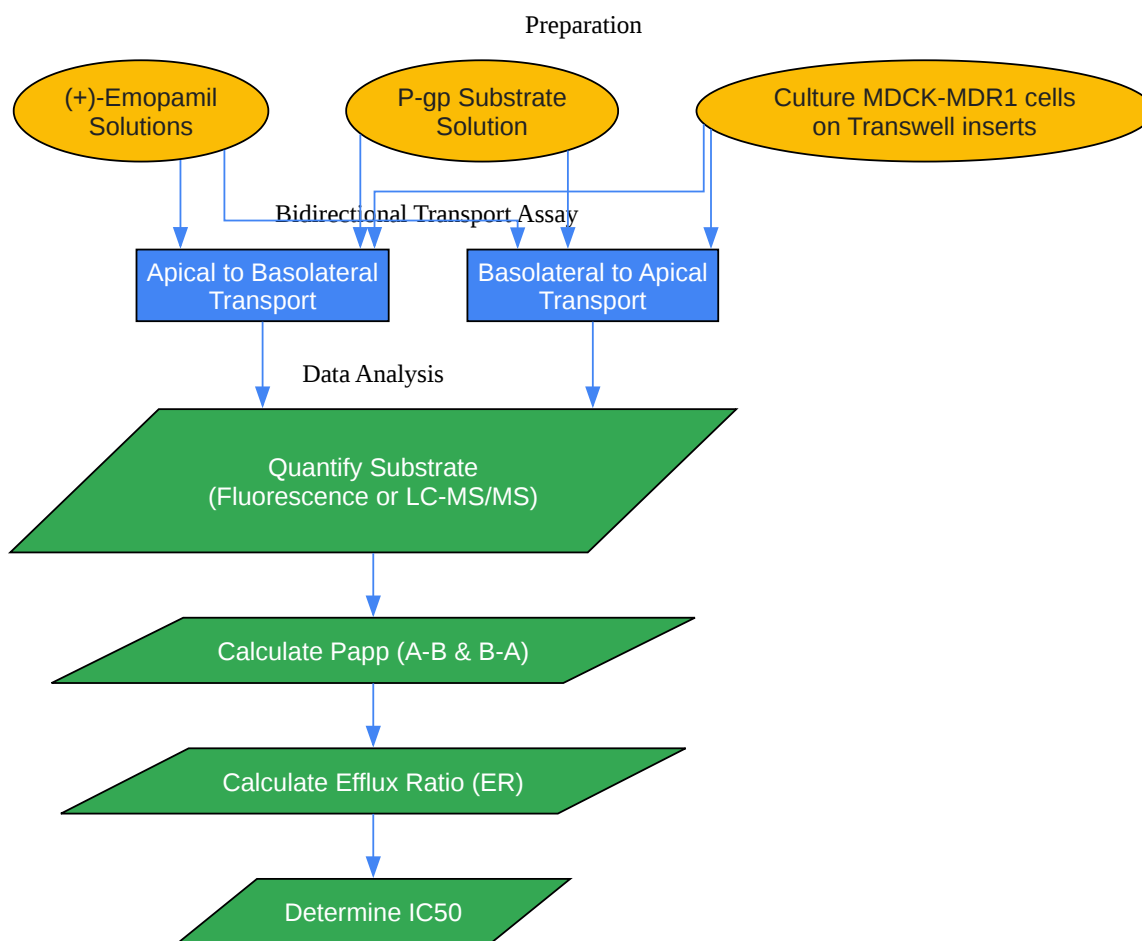 Preparation
(+)-Emopamil
Solutions
P-gp Substrate
Solution
Culture MDCK-MDR1 cells
on Transwell inserts
Bidirectional Transport Assay
Apical to Basolateral
Transport
Basolateral to Apical
Transport
Data Analysis
Quantify Substrate
(Fluorescence or LC-MS/MS)
Calculate Papp (A-B & B-A)
Calculate Efflux Ratio (ER)
Determine IC50